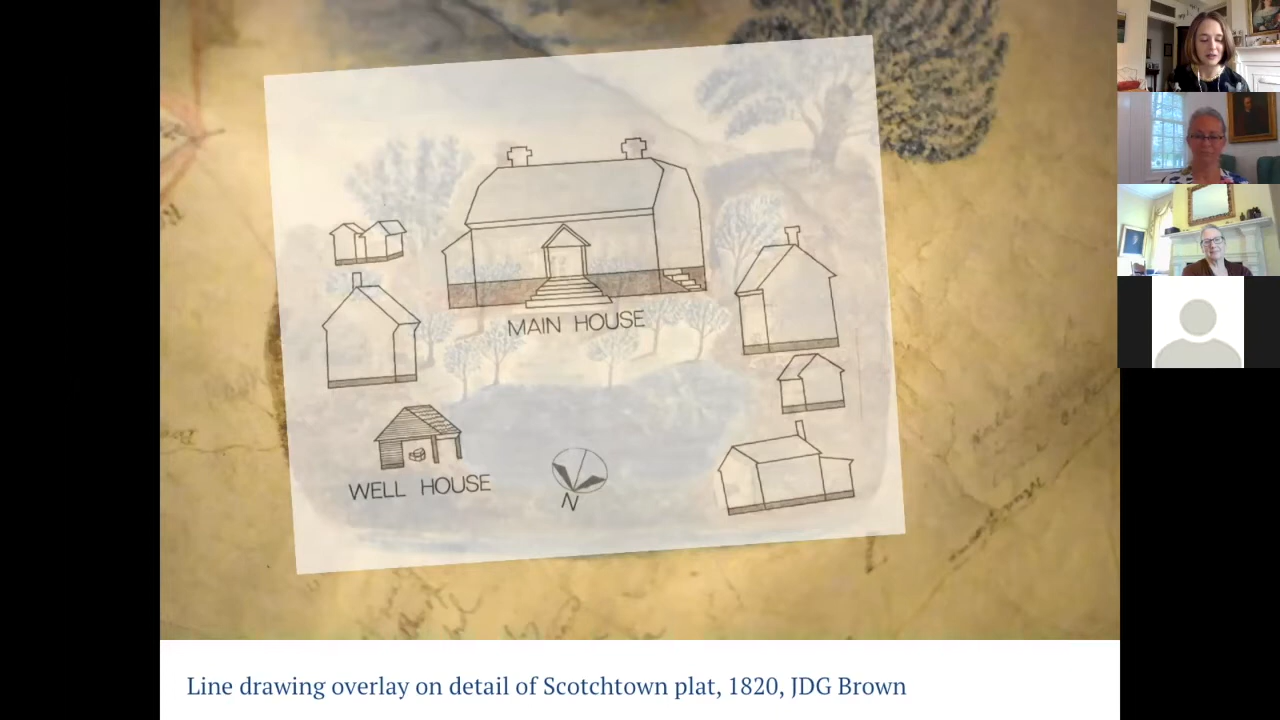 MAIN HOUSE
WELL HOUSE
N
Line drawing overlay on detail of Scotchtown plat, 1820, JDG Brown